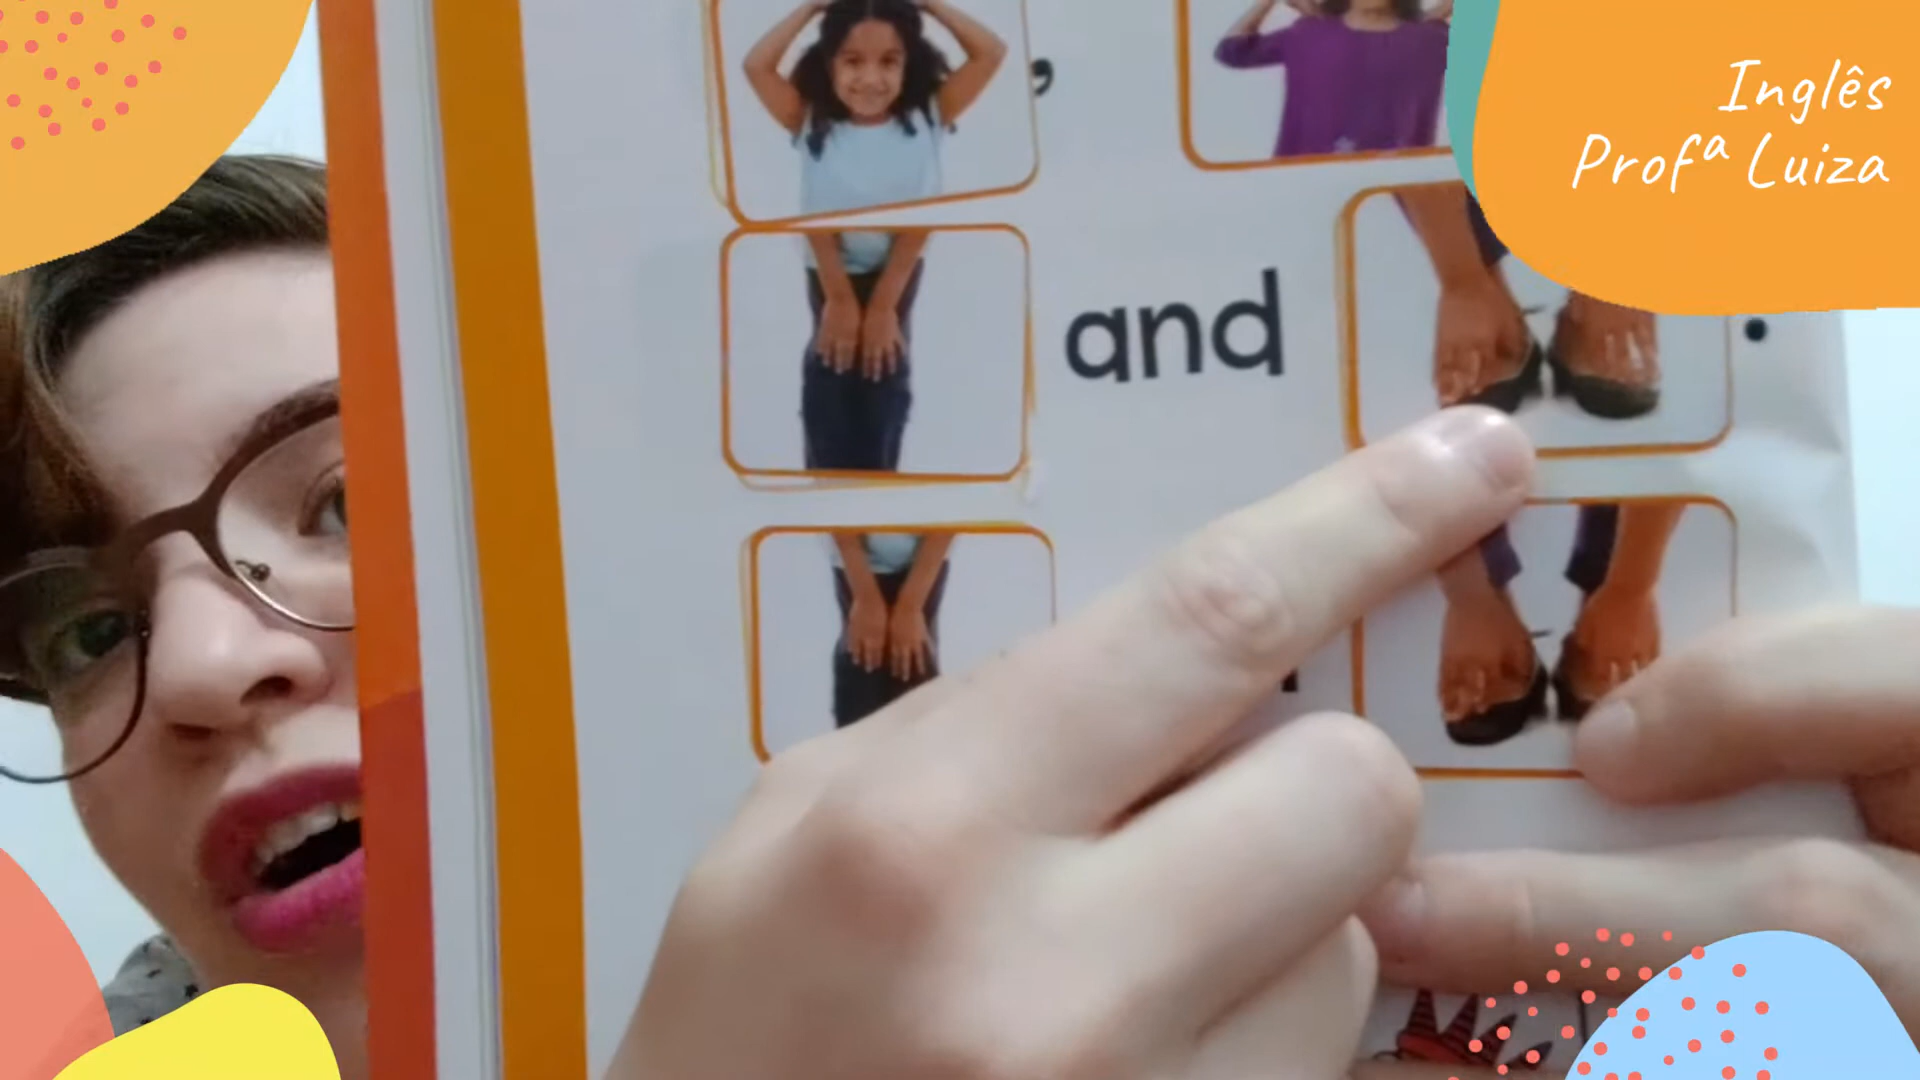 Inglês
Profª Luiza
,
and
.